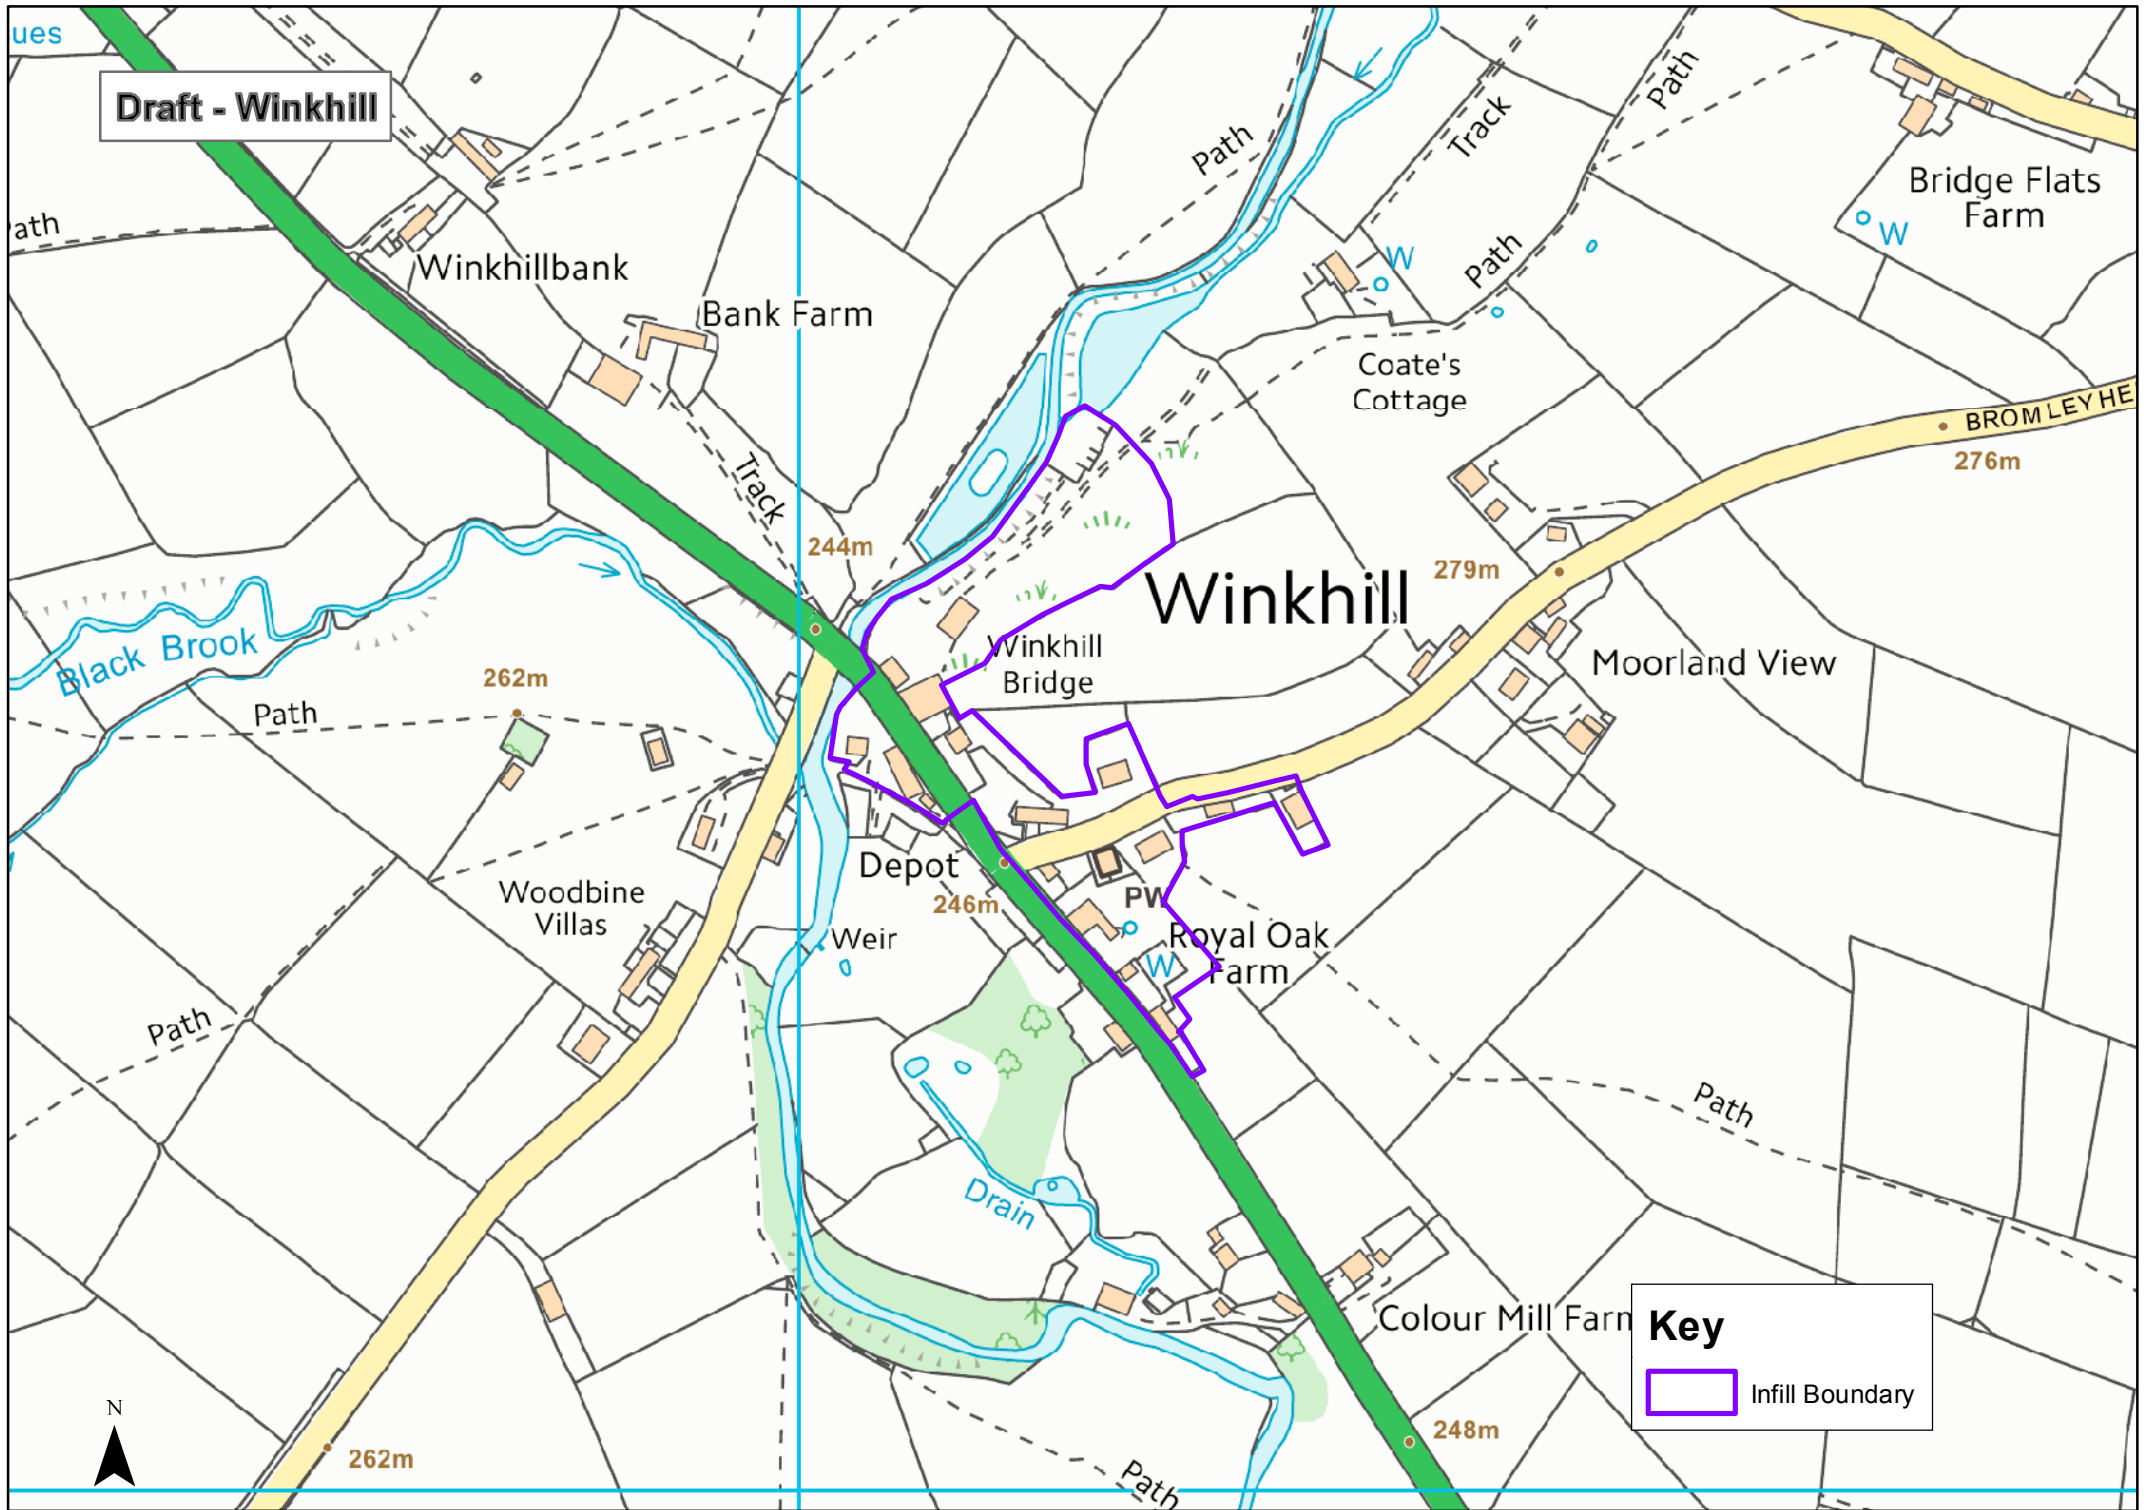 ues
Draft - Winkhill
Path
Track
Path
Bridge Flats
Farm
W
Path
Winkhillbank
W
Path
Bank Farm
Coate's
Cottage
BROMLEYHE
276m
Track
244m
279m
Winkhill
Black Brook
Winkhill
Bridge
Moorland View
262m
Path
Depot
Woodbine
Villas
246m
PW
Weir
Royal Oak
Farm
W
Path
Path
Drain
Colour Mill Farm
Key
Infill Boundary
N
262m
248m
Path